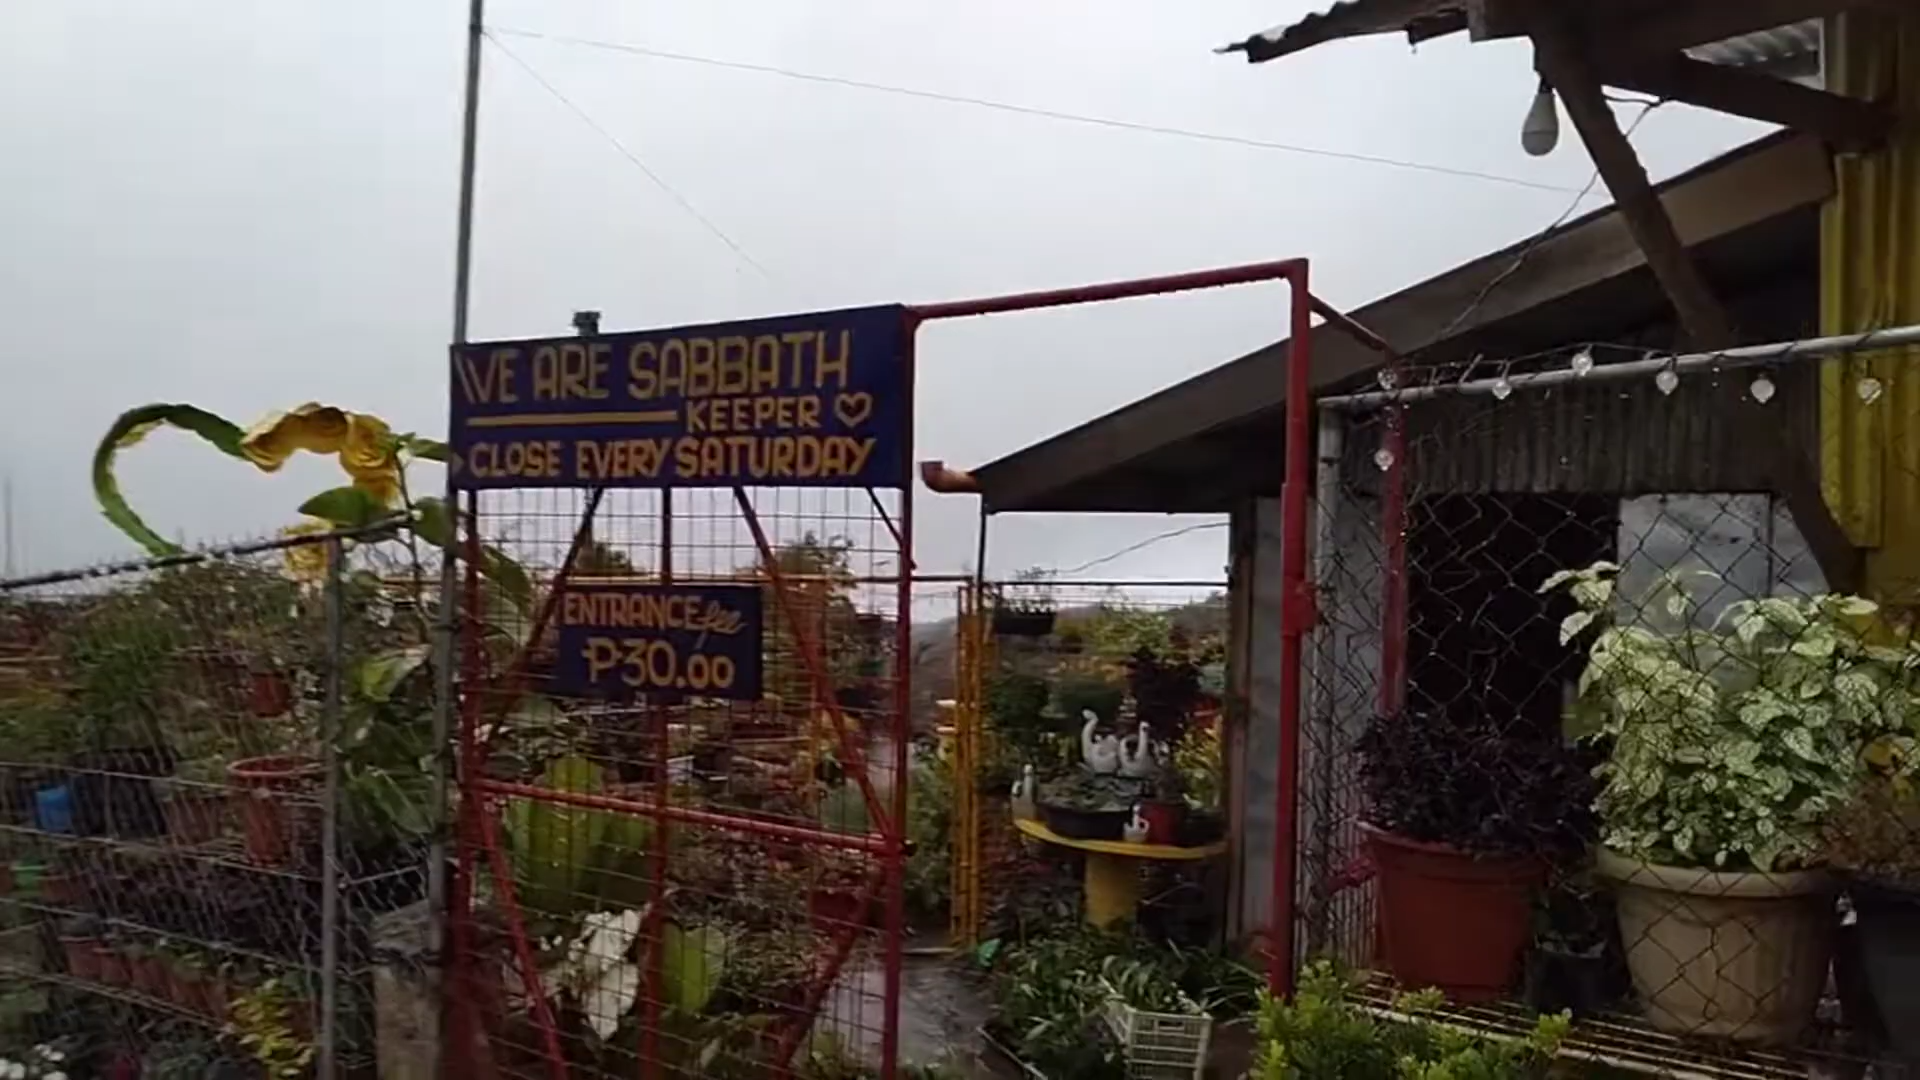 WE ARE SABBATH
KEEPER
CLOSE EVERY SATURDAY
ENTRANCE fee
₱30.00